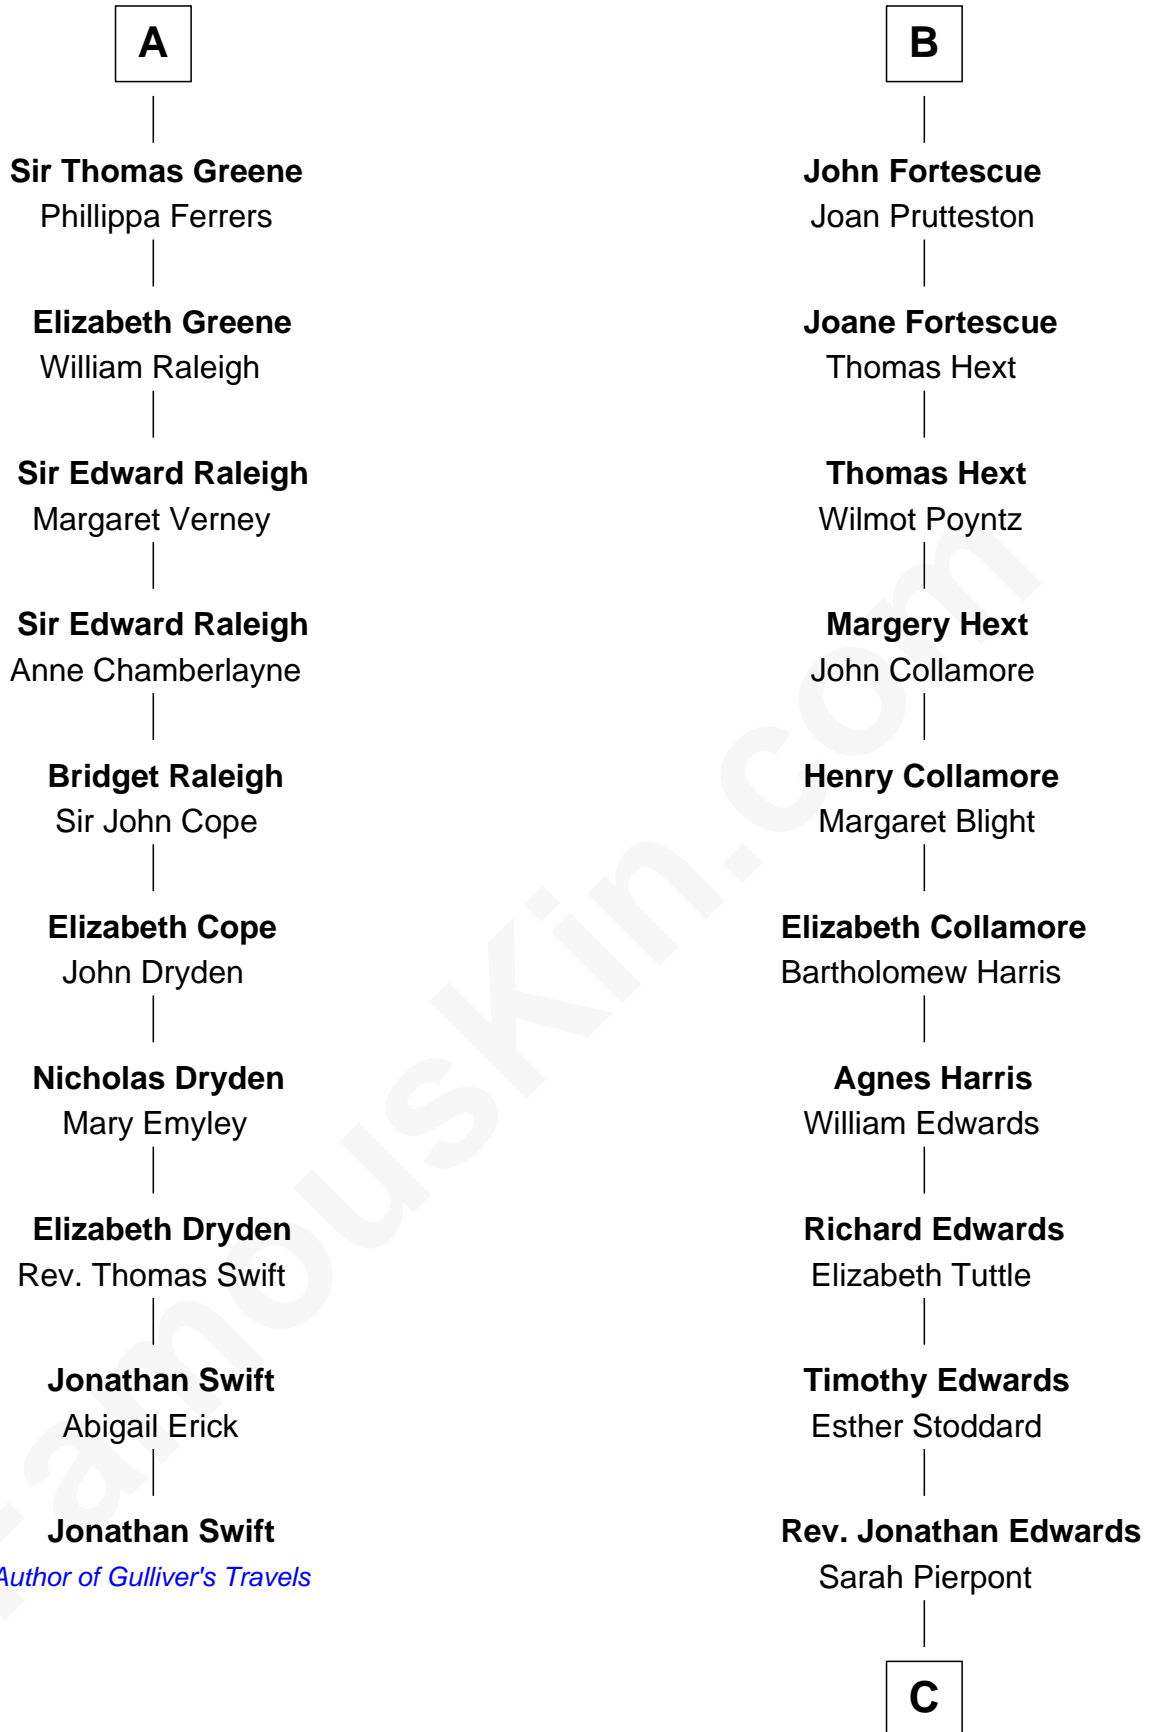 A
Sir Thomas Greene
Phillippa Ferrers
Elizabeth Greene
William Raleigh
Sir Edward Raleigh
Margaret Verney
Sir Edward Raleigh
Anne Chamberlayne
Bridget Raleigh
Sir John Cope
Elizabeth Cope
John Dryden
Nicholas Dryden
Mary Emyley
Elizabeth Dryden
Rev. Thomas Swift
Jonathan Swift
Abigail Erick
Jonathan Swift
Author of Gulliver's Travels
B
John Fortescue
Joan Prutteston
Joane Fortescue
Thomas Hext
Thomas Hext
Wilmot Poyntz
Margery Hext
John Collamore
Henry Collamore
Margaret Blight
Elizabeth Collamore
Bartholomew Harris
Agnes Harris
William Edwards
Richard Edwards
Elizabeth Tuttle
Timothy Edwards
Esther Stoddard
Rev. Jonathan Edwards
Sarah Pierpont
C
FamousKin.com